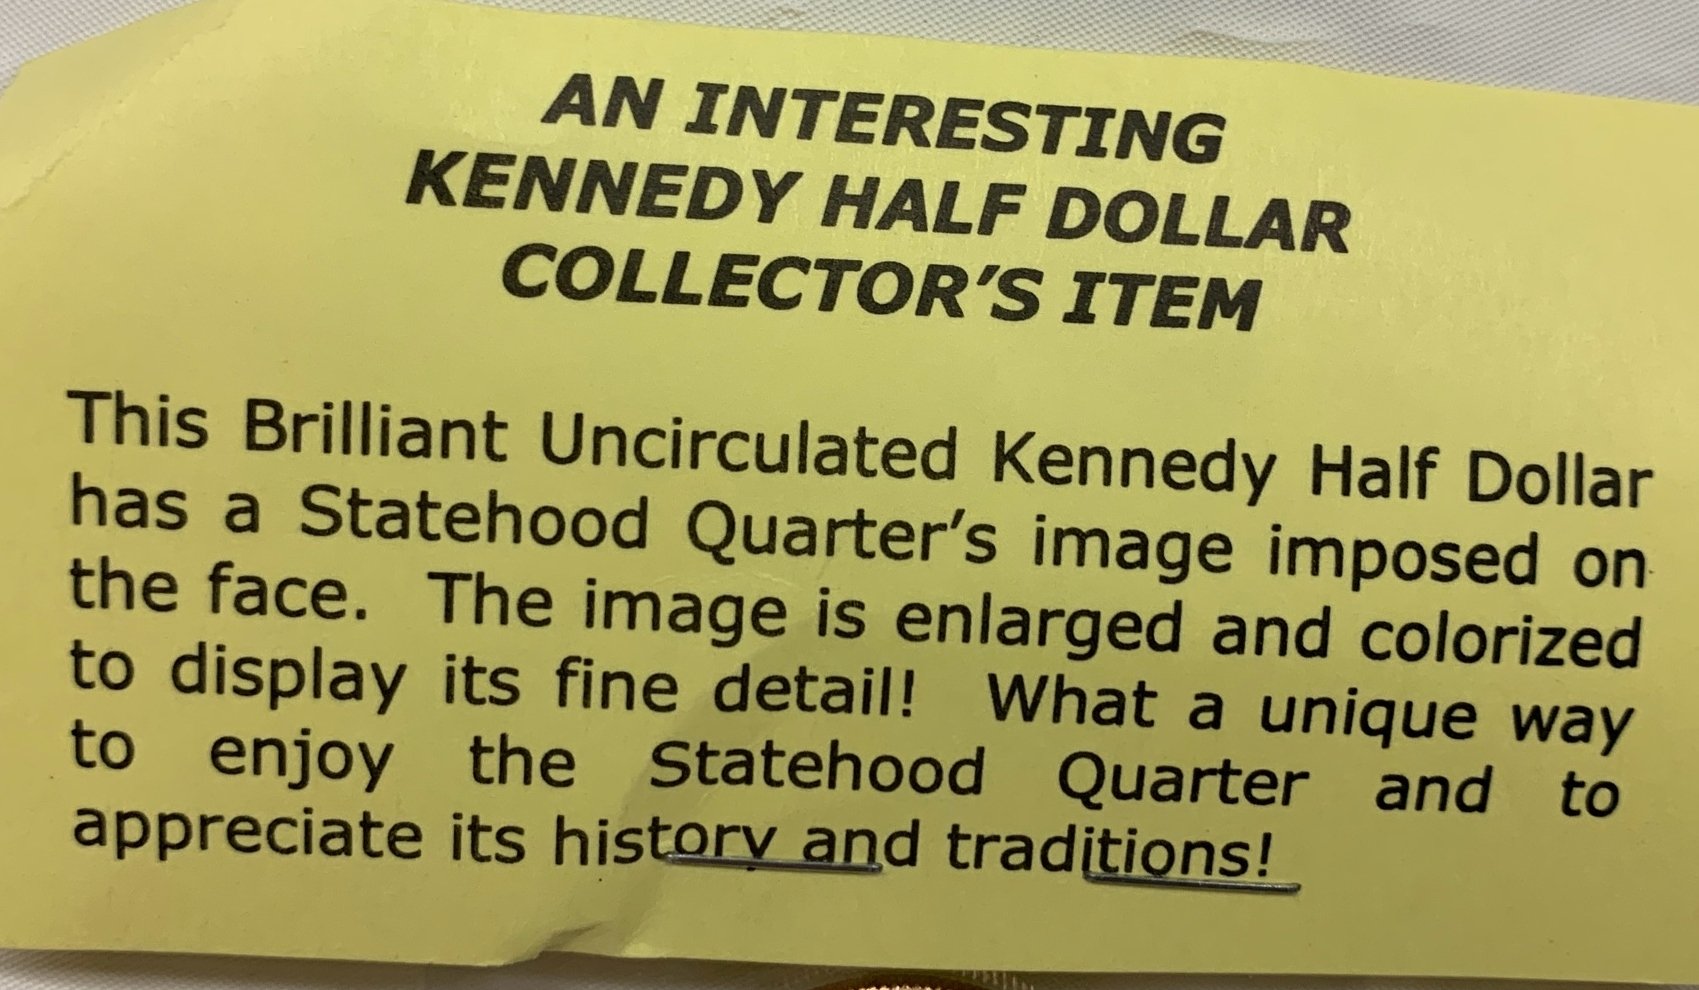 AN INTERESTING
KENNEDY HALF DOLLAR
COLLECTOR'S ITEM
This Brilliant Uncirculated Kennedy Half Dollar
has a Statehood Quarter's image imposed on
the face.  The image is enlarged and colorized
to display its fine detail!  What a unique way
to enjoy the Statehood Quarter and to
appreciate its history and traditions!